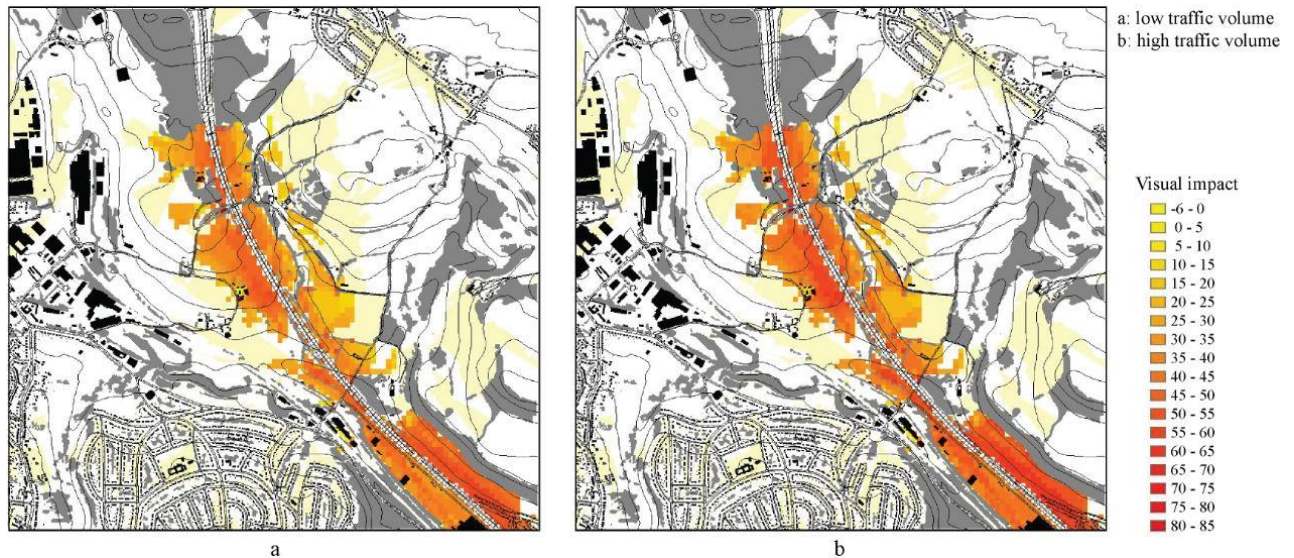 a: low traffic volume
b: high traffic volume
Visual impact
-6 - 0
0 - 5
5 - 10
10 - 15
15 - 20
20 - 25
25 - 30
30 - 35
35 - 40
40 - 45
45 - 50
50 - 55
55 - 60
60 - 65
65 - 70
70 - 75
75 - 80
80 - 85
a
b